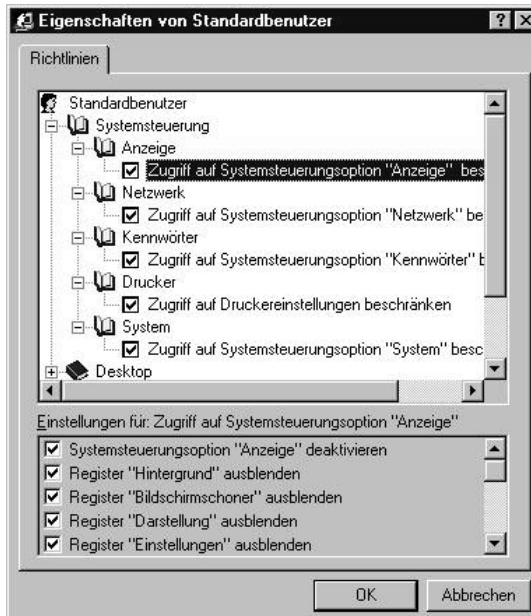 Eigenschaften von Standardbenutzer
Richtlinien
Standardbenutzer
Systemsteuerung
Anzeige
Zugriff auf Systemsteuerungsoption "Anzeige" bes
Netzwerk
Zugriff auf Systemsteuerungsoption "Netzwerk" be
Kennwörter
Zugriff auf Systemsteuerungsoption "Kennwörter" b
Drucker
Zugriff auf Druckereinstellungen beschränken
System
Zugriff auf Systemsteuerungsoption "System" besc
Desktop
Einstellungen für: Zugriff auf Systemsteuerungsoption "Anzeige"
Systemsteuerungsoption "Anzeige" deaktivieren
Register "Hintergrund" ausblenden
Register "Bildschirmschoner" ausblenden
Register "Darstellung" ausblenden
Register "Einstellungen" ausblenden
OK Abbrechen